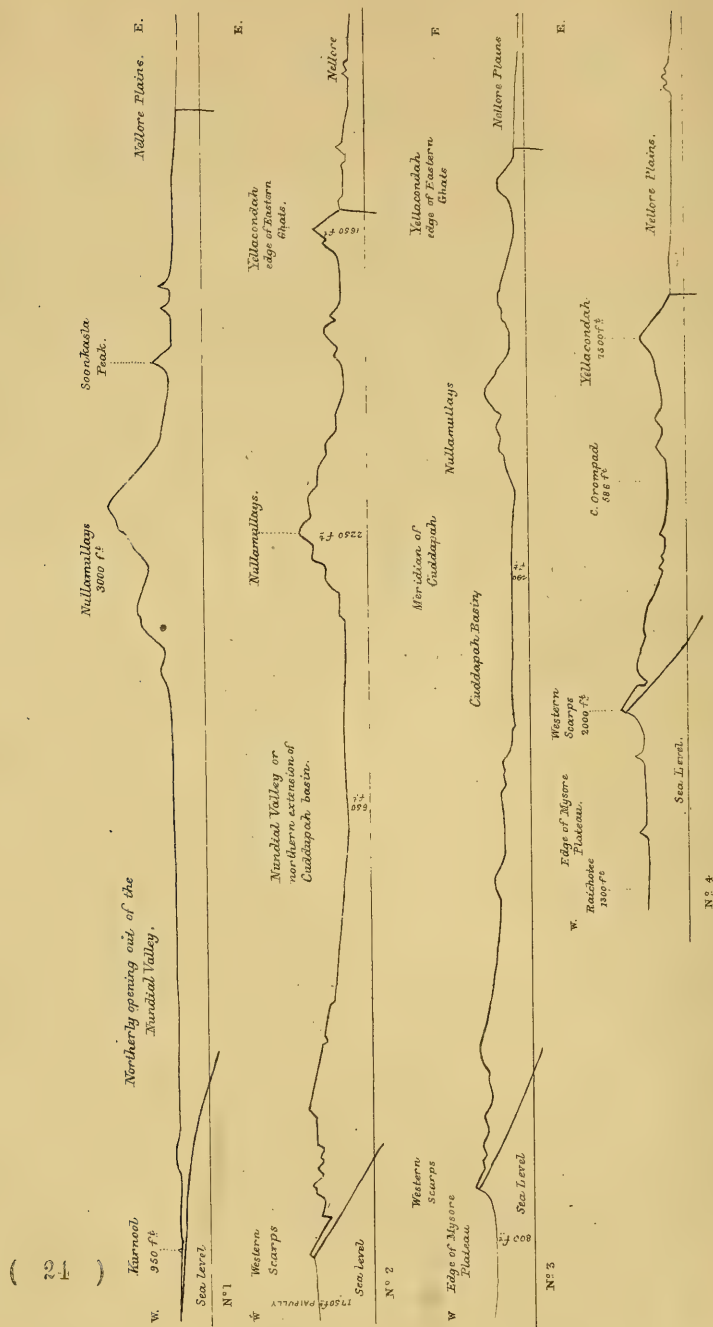 ( 24 )
Nullamullays
3000 ft
Soonkasla
Peak.
Northerly opening out of the
Nundial Valley.
Kurnool
950 ft
W.
Nellore Plains. E.
Sea level
No 1
Nullamullays.
Yellacondah
edge of Eastern
Ghats.
E.
Nundial Valley or
northern extension of
Cuddapah basin.
Western
Scarps
W
Nellore
1750 ft PAIPULLY
650
ft
2250 ft
1650 ft
Sea level
No 2
Yellacondah
edge of Eastern
Ghats
E
Meridian of
Cuddapah
Nullamullays
Nellore Plains
Cuddapah Basin
Western
Scarps
W Edge of Mysore
Plateau
800 ft
ft
Sea Level
No 3
Western
Scarps
2000 ft
C. Orompad
586 ft
Yellacondah
1500 ft
E.
W.
Edge of Mysore
Plateau.
Raichotee
1300 ft
Nellore Plains.
Sea Level.
No 4